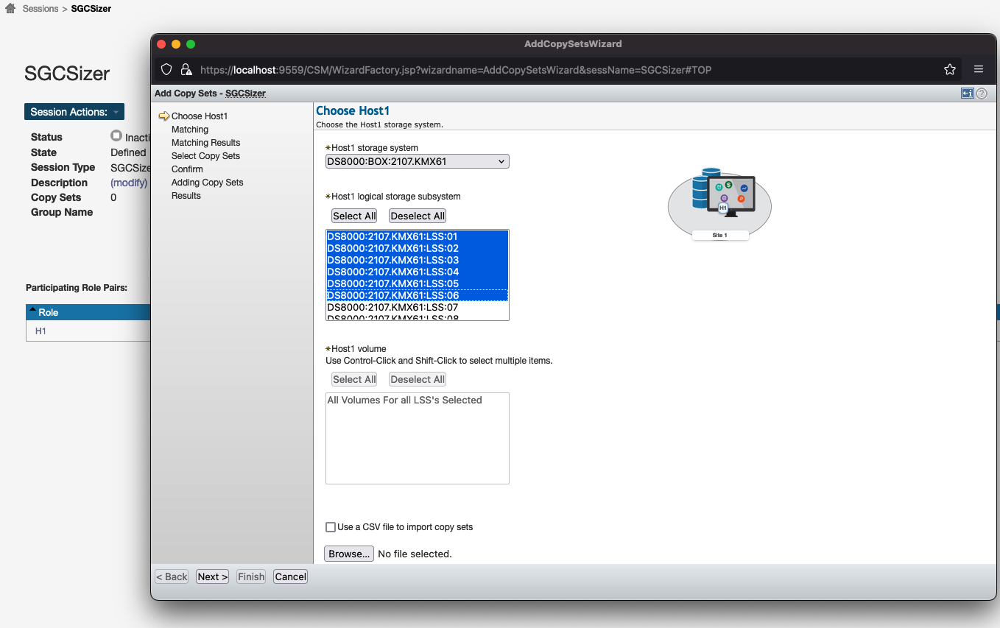 Sessions > SGCSizer
AddCopySetsWizard
https://localhost:9559/CSM/WizardFactory.jsp?wizardname=AddCopySetsWizard&sessName=SGCSizer#TOP
SGCSizer
Session Actions:
Status Inacti
State Defined
Session Type SGCSize
Description (modify)
Copy Sets 0
Group Name
Participating Role Pairs:
Role
H1
Add Copy Sets - SGCSizer
Choose Host1
Matching
Matching Results
Select Copy Sets
Confirm
Adding Copy Sets
Results
Choose Host1
Choose the Host1 storage system.
*Host1 storage system
DS8000:BOX:2107.KMX61
*Host1 logical storage subsystem
Select All Deselect All
DS8000:2107.KMX61:LSS:01
DS8000:2107.KMX61:LSS:02
DS8000:2107.KMX61:LSS:03
DS8000:2107.KMX61:LSS:04
DS8000:2107.KMX61:LSS:05
DS8000:2107.KMX61:LSS:06
DS8000:2107.KMX61:LSS:07
DS8000:2107.KMX61:LSS:08
*Host1 volume
Use Control-Click and Shift-Click to select multiple items.
Select All Deselect All
All Volumes For all LSS's Selected
Use a CSV file to import copy sets
Browse... No file selected.
H1
Site 1
< Back Next > Finish Cancel